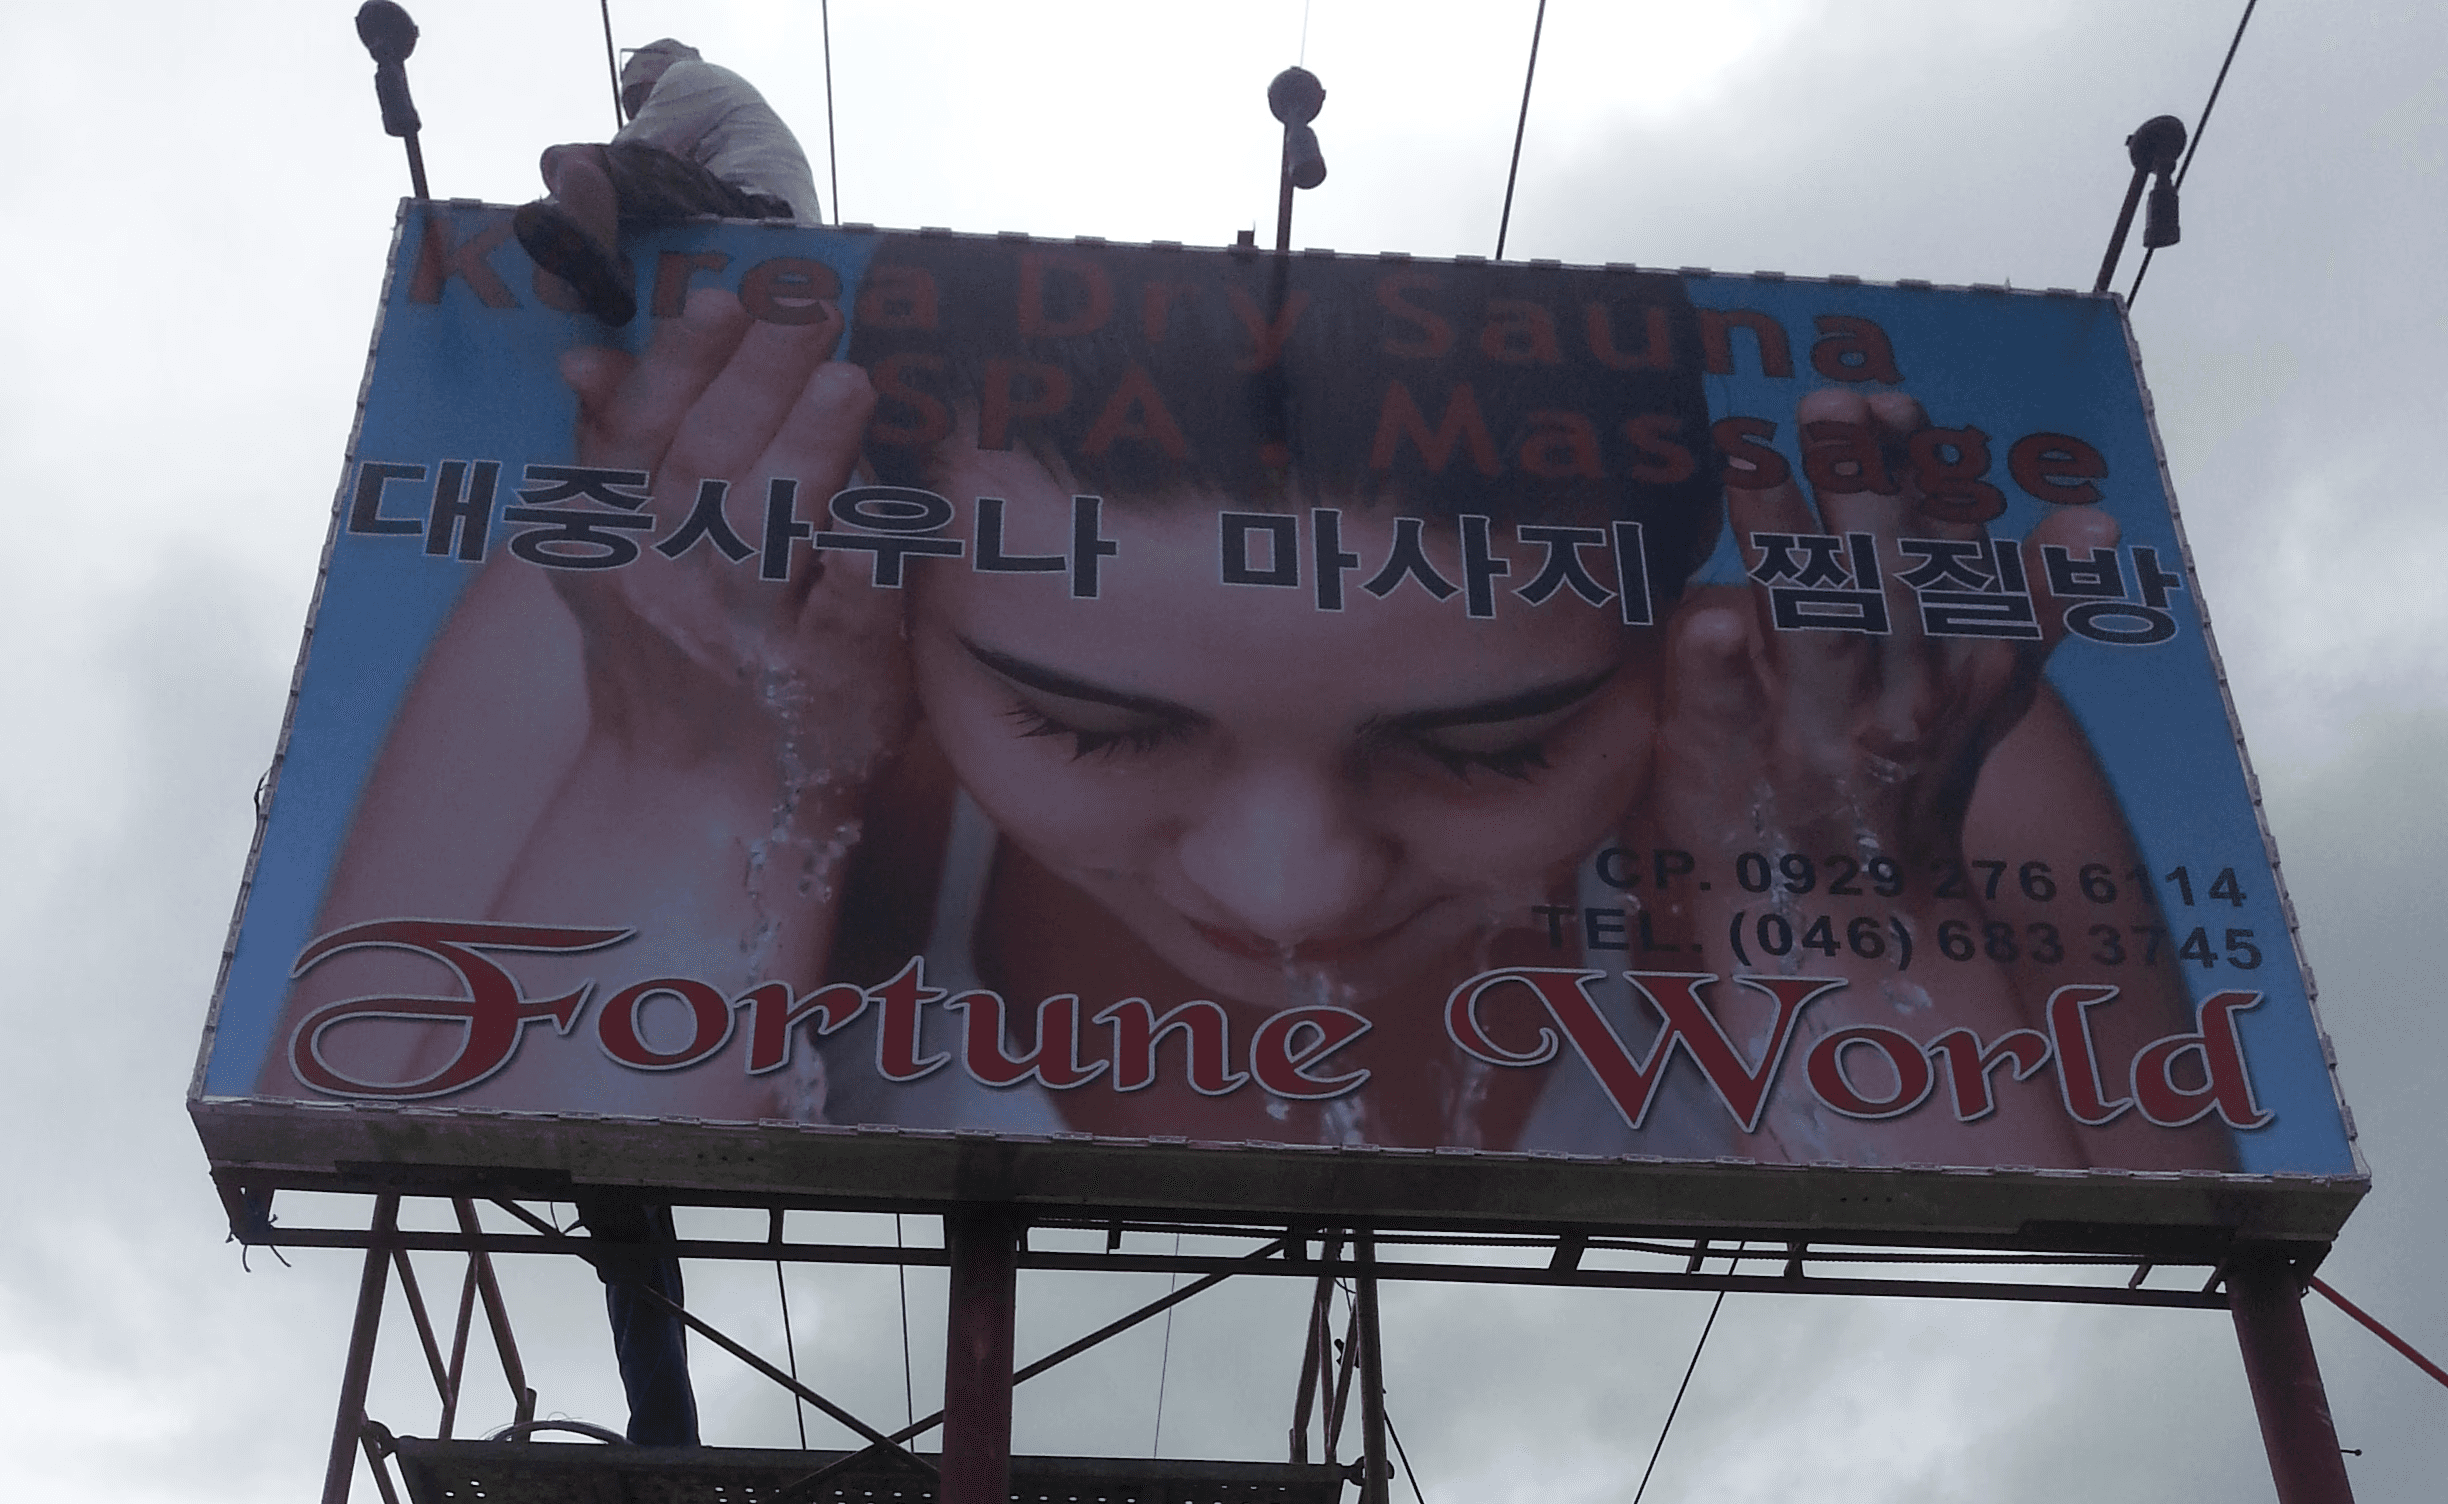 Korea Dry Sauna
SPA . Massage
대중사우나 마사지 찜질방
CP. 0929 276 6114
TEL. (046) 683 3745
Fortune World